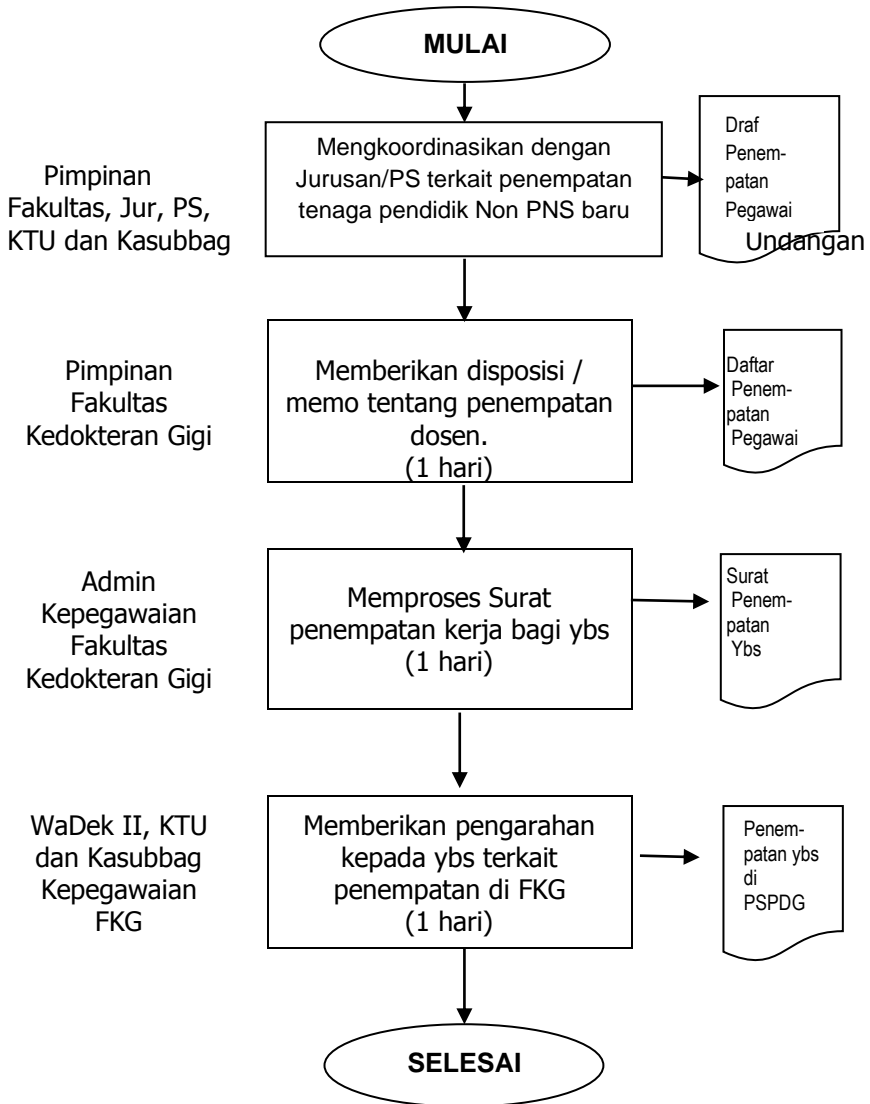 MULAI
Pimpinan
Fakultas, Jur, PS,
KTU dan Kasubbag
Mengkoordinasikan dengan
Jurusan/PS terkait penempatan
tenaga pendidik Non PNS baru
Draf
Penem-
patan
Pegawai
Undangan
Pimpinan
Fakultas
Kedokteran Gigi
Memberikan disposisi /
memo tentang penempatan
dosen.
(1 hari)
Daftar
Penem-
patan
Pegawai
Admin
Kepegawaian
Fakultas
Kedokteran Gigi
Memproses Surat
penempatan kerja bagi ybs
(1 hari)
Surat
Penem-
patan
Ybs
WaDek II, KTU
dan Kasubbag
Kepegawaian
FKG
Memberikan pengarahan
kepada ybs terkait
penempatan di FKG
(1 hari)
Penem-
patan ybs
di
PSPDG
SELESAI